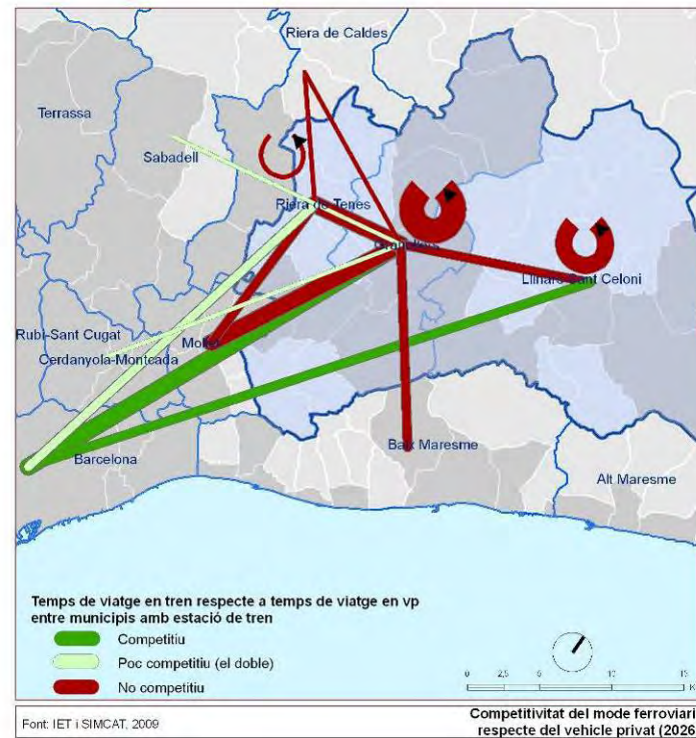 Riera de Caldes
Terrassa
Sabadell
Riera de Tenes
Llinars-Sant Celoni
Rubí-Sant Cugat
Cerdanyola-Montcada
Barcelona
Baix Maresme
Alt Maresme
Temps de viatge en tren respecte a temps de viatge en vp
entre municipis amb estació de tren
Competitiu
Poc competitiu (el doble)
No competitiu
0 2,5 5 10 15
Font: IET i SIMCAT, 2009
Competitivitat del mode ferroviari
respecte del vehicle privat (2026